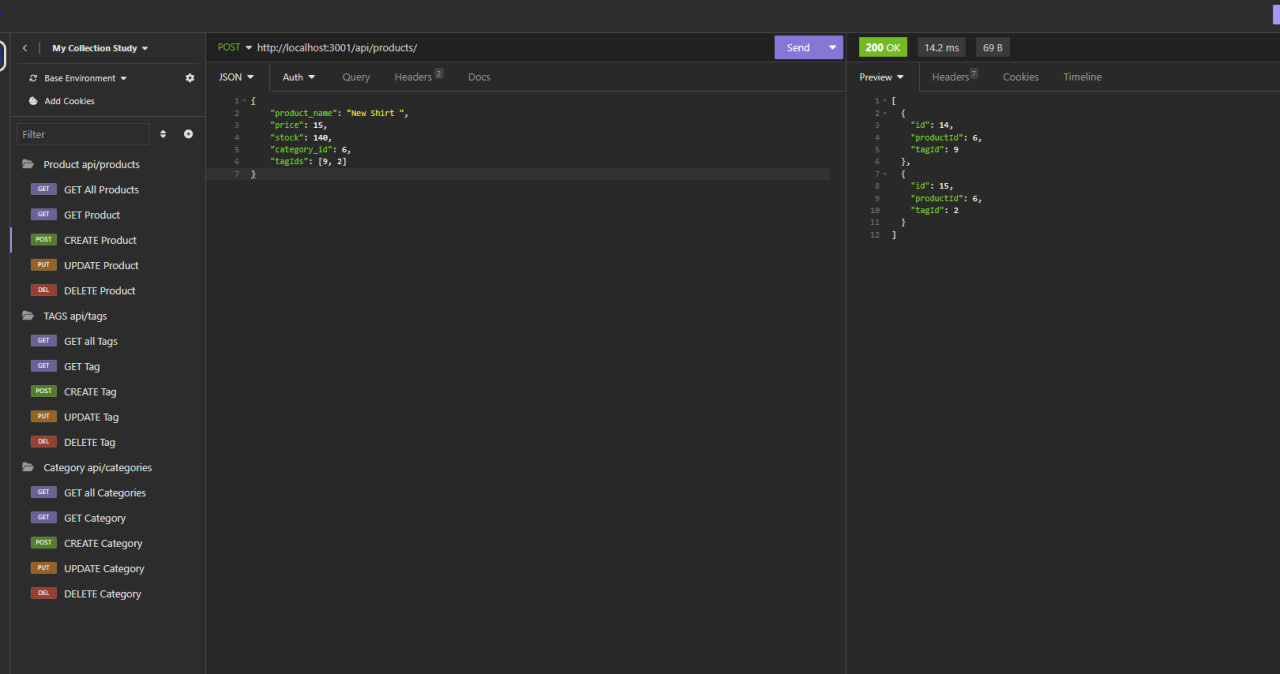 My Collection Study
Base Environment
Add Cookies
Filter
Product api/products
GET GET All Products
GET GET Product
POST CREATE Product
PUT UPDATE Product
DEL DELETE Product
TAGS api/tags
GET GET all Tags
GET GET Tag
POST CREATE Tag
PUT UPDATE Tag
DEL DELETE Tag
Category api/categories
GET GET all Categories
GET GET Category
POST CREATE Category
PUT UPDATE Category
DEL DELETE Category
POST http://localhost:3001/api/products/ Send
JSON Auth Query Headers 2 Docs
1 {
2 "product_name": "New Shirt ",
3 "price": 15,
4 "stock": 140,
5 "category_id": 6,
6 "tagIds": [9, 2]
7 }
200 OK 14.2 ms 69 B
Preview Headers 7 Cookies Timeline
1 [
2 {
3 "id": 14,
4 "productId": 6,
5 "tagId": 9
6 },
7 {
8 "id": 15,
9 "productId": 6,
10 "tagId": 2
11 }
12 ]